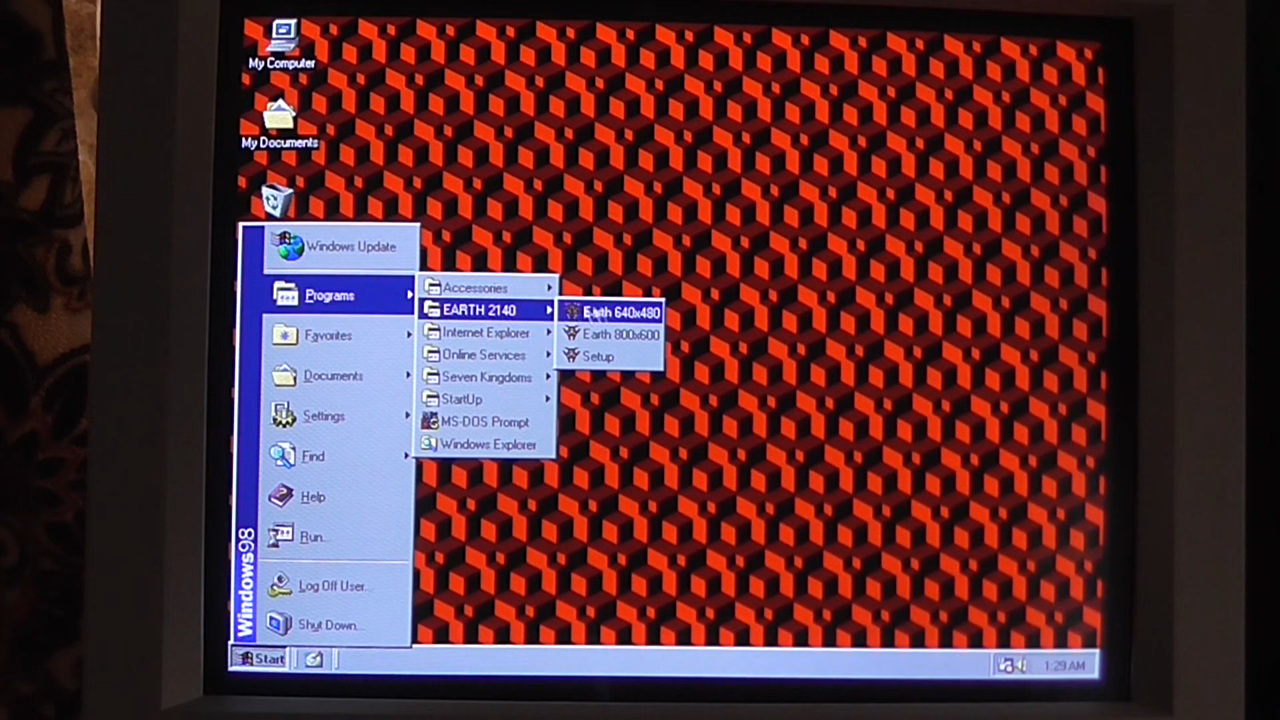 My Computer
My Documents
Windows Update
Programs
Favorites
Documents
Settings
Find
Help
Run...
Log Off User...
Shut Down...
Windows98
Accessories
EARTH 2140
Internet Explorer
Online Services
Seven Kingdoms
StartUp
MS-DOS Prompt
Windows Explorer
Earth 640x480
Earth 800x600
Setup
Start
1:29 AM